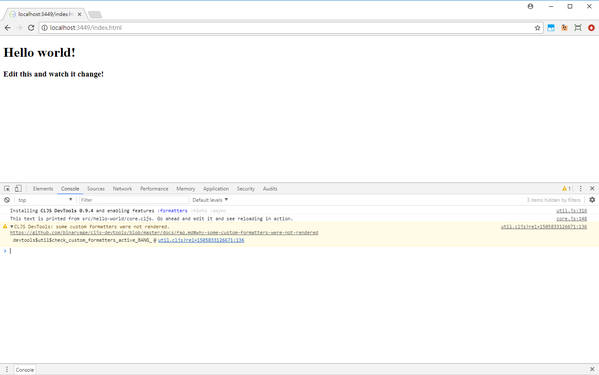 localhost:3449/index.html
localhost:3449/index.html
Hello world!
Edit this and watch it change!
Elements Console Sources Network Performance Memory Application Security Audits 1
top Filter Default levels 3 items hidden by filters
Installing CLJS DevTools 0.9.4 and enabling features :formatters :hints :async util.js:316
This text is printed from src/hello-world/core.cljs. Go ahead and edit it and see reloading in action. core.js:148
CLJS DevTools: some custom formatters were not rendered. util.cljs?rel=1505833126671:136
https://github.com/binaryage/cljs-devtools/blob/master/docs/faq.md#why-some-custom-formatters-were-not-rendered
devtools$util$check_custom_formatters_active_BANG_ @ util.cljs?rel=1505833126671:136
Console